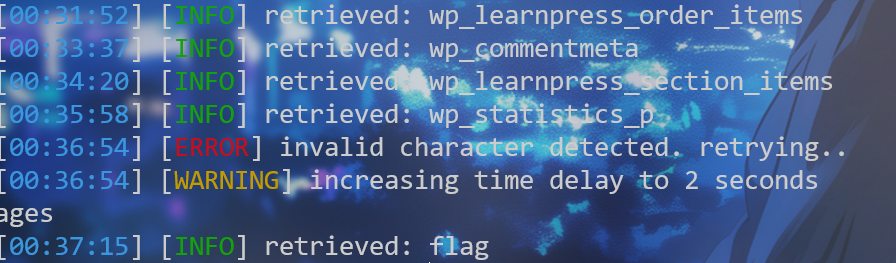 [00:31:52] [INFO] retrieved: wp_learnpress_order_items
[00:33:37] [INFO] retrieved: wp_commentmeta
[00:34:20] [INFO] retrieved: wp_learnpress_section_items
[00:35:58] [INFO] retrieved: wp_statistics_p
[00:36:54] [ERROR] invalid character detected. retrying..
[00:36:54] [WARNING] increasing time delay to 2 seconds
ages
[00:37:15] [INFO] retrieved: flag